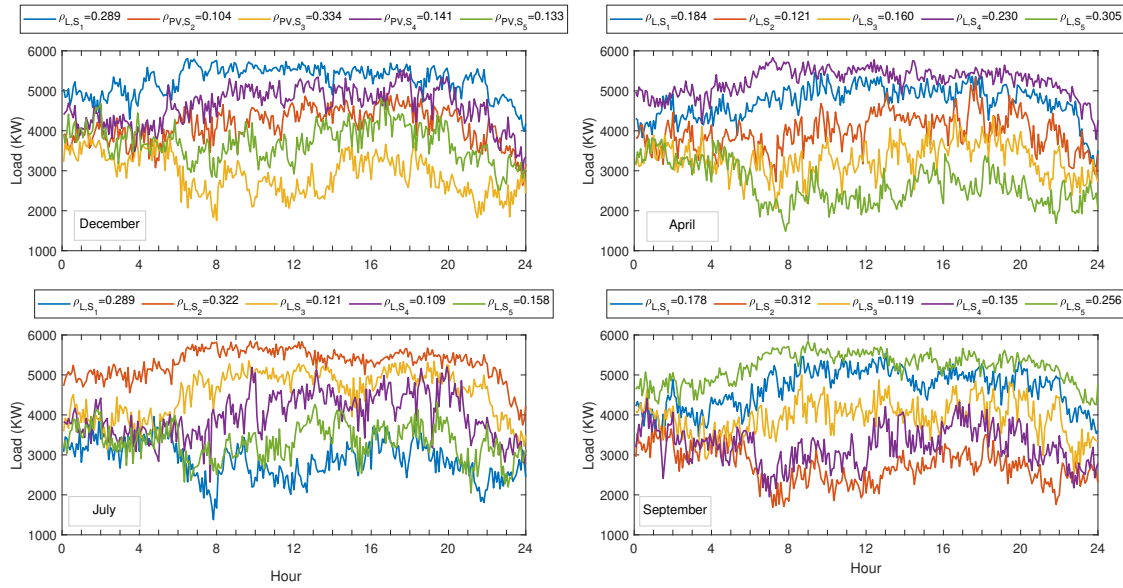 ρL,S1=0.289 ρPV,S2=0.104 ρPV,S3=0.334 ρPV,S4=0.141 ρPV,S5=0.133
ρL,S1=0.184 ρL,S2=0.121 ρL,S3=0.160 ρL,S4=0.230 ρL,S5=0.305
6000
5000
4000
3000
2000
1000
Load (KW)
December
0 4 8 12 16 20 24
Hour
6000
5000
4000
3000
2000
1000
Load (KW)
April
0 4 8 12 16 20 24
Hour
ρL,S1=0.289 ρL,S2=0.322 ρL,S3=0.121 ρL,S4=0.109 ρL,S5=0.158
ρL,S1=0.178 ρL,S2=0.312 ρL,S3=0.119 ρL,S4=0.135 ρL,S5=0.256
6000
5000
4000
3000
2000
1000
Load (KW)
July
0 4 8 12 16 20 24
Hour
6000
5000
4000
3000
2000
1000
Load (KW)
September
0 4 8 12 16 20 24
Hour